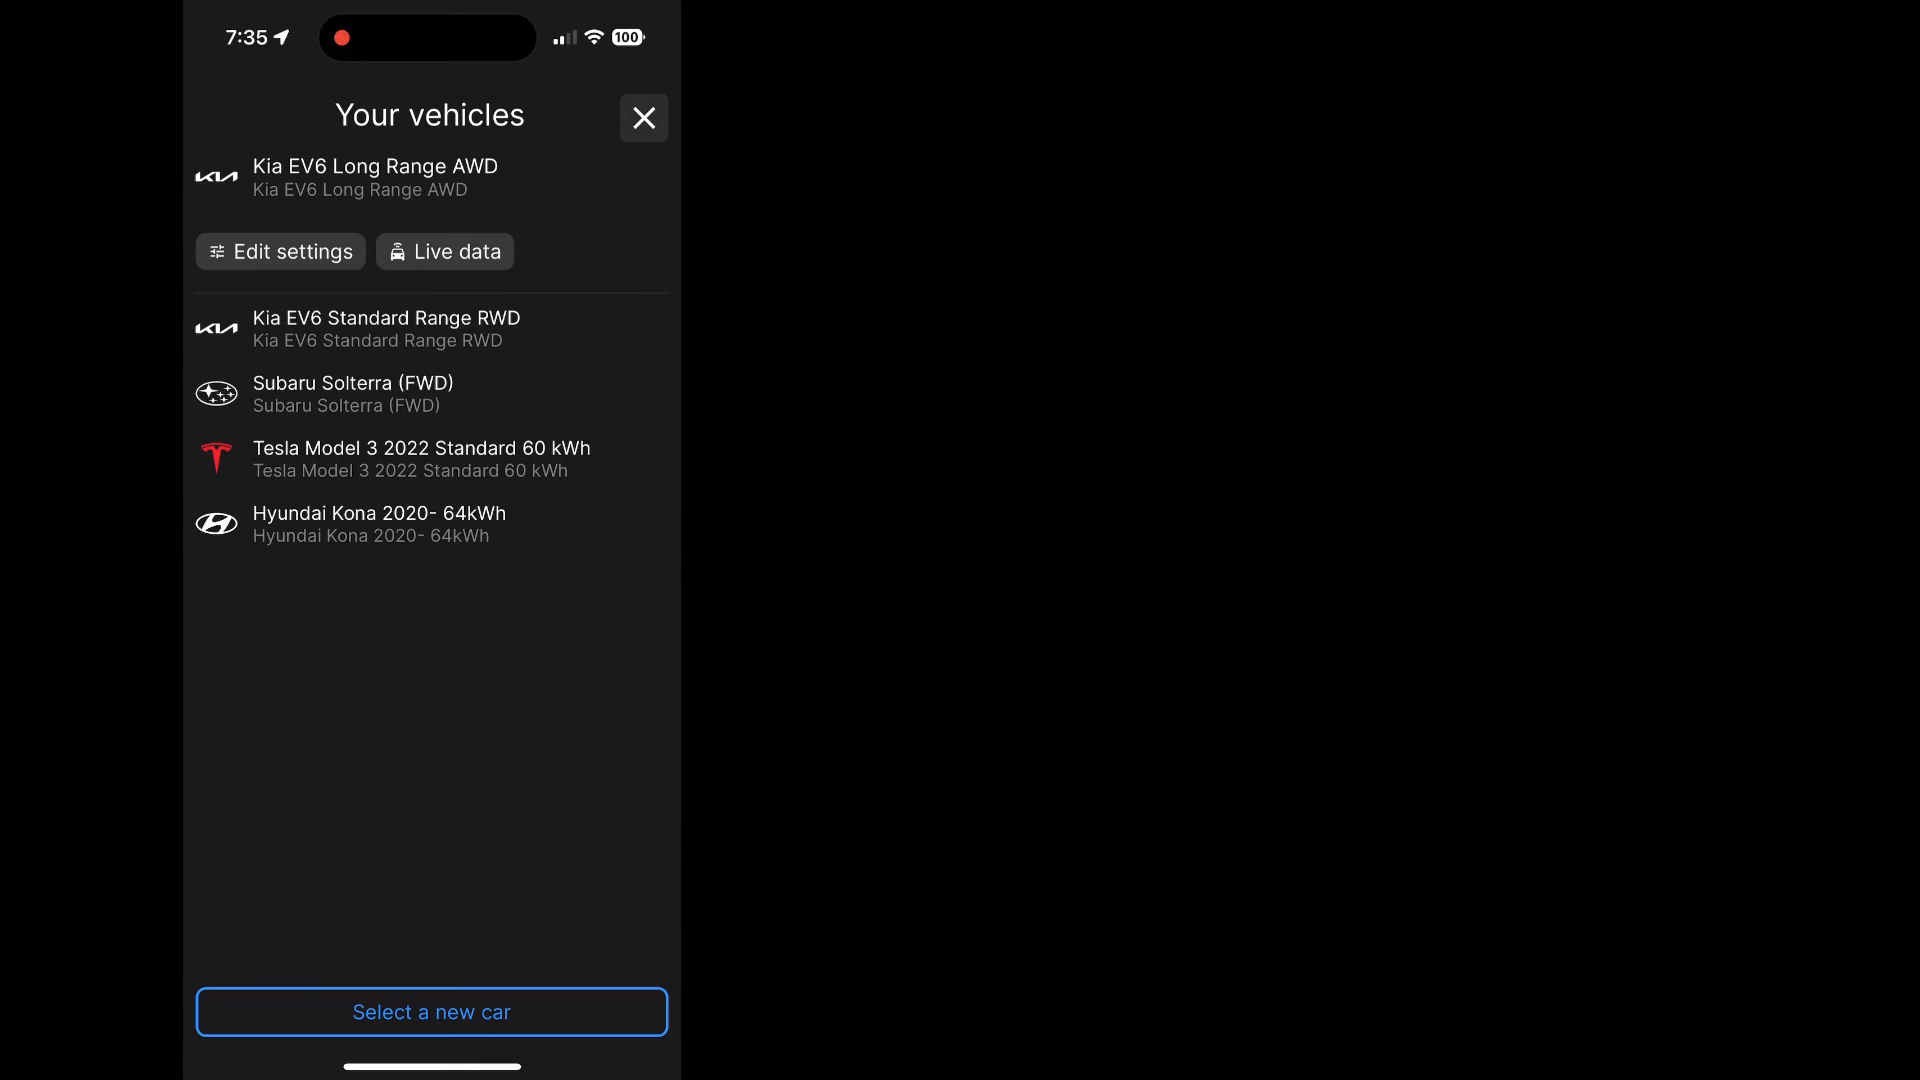 7:35
100
Your vehicles
KIA
Kia EV6 Long Range AWD
Kia EV6 Long Range AWD
Edit settings
Live data
KIA
Kia EV6 Standard Range RWD
Kia EV6 Standard Range RWD
Subaru Solterra (FWD)
Subaru Solterra (FWD)
Tesla Model 3 2022 Standard 60 kWh
Tesla Model 3 2022 Standard 60 kWh
Hyundai Kona 2020- 64kWh
Hyundai Kona 2020- 64kWh
Select a new car